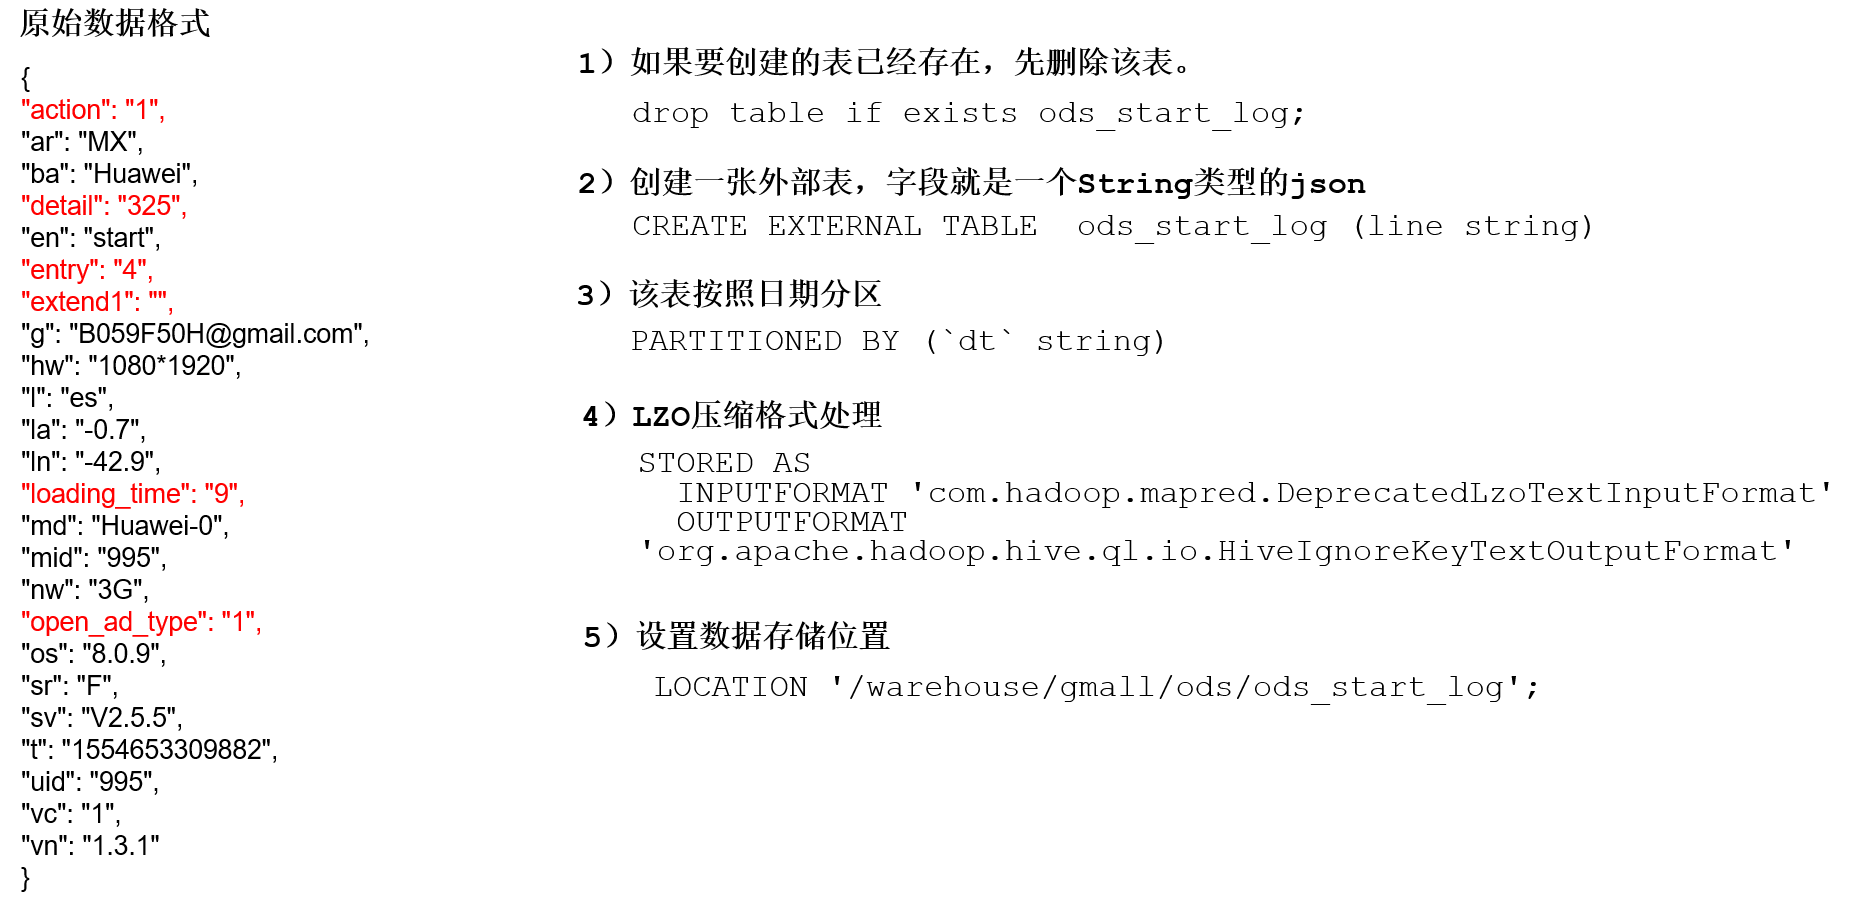 原始数据格式
{
"action": "1",
"ar": "MX",
"ba": "Huawei",
"detail": "325",
"en": "start",
"entry": "4",
"extend1": "",
"g": "B059F50H@gmail.com",
"hw": "1080*1920",
"l": "es",
"la": "-0.7",
"ln": "-42.9",
"loading_time": "9",
"md": "Huawei-0",
"mid": "995",
"nw": "3G",
"open_ad_type": "1",
"os": "8.0.9",
"sr": "F",
"sv": "V2.5.5",
"t": "1554653309882",
"uid": "995",
"vc": "1",
"vn": "1.3.1"
}
1）如果要创建的表已经存在，先删除该表。
drop table if exists ods_start_log;
2）创建一张外部表，字段就是一个String类型的json
CREATE EXTERNAL TABLE  ods_start_log (line string)
3）该表按照日期分区
PARTITIONED BY (`dt` string)
4）LZO压缩格式处理
STORED AS
INPUTFORMAT 'com.hadoop.mapred.DeprecatedLzoTextInputFormat'
OUTPUTFORMAT
'org.apache.hadoop.hive.ql.io.HiveIgnoreKeyTextOutputFormat'
5）设置数据存储位置
LOCATION '/warehouse/gmall/ods/ods_start_log';